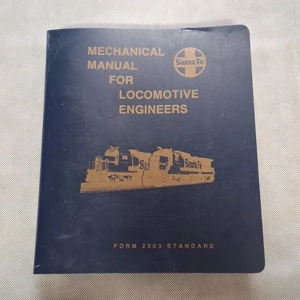 MECHANICAL
MANUAL
Santa Fe
FOR
LOCOMOTIVE
ENGINEERS
Santa Fe
FORM 2503 STANDARD